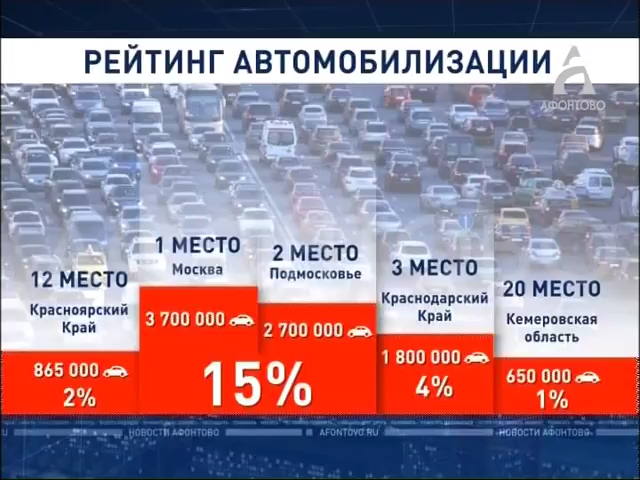 РЕЙТИНГ АВТОМОБИЛИЗАЦИИ
АФОНТОВО
12 МЕСТО
Красноярский
Край
865 000
2%
1 МЕСТО
Москва
3 700 000
2 МЕСТО
Подмосковье
2 700 000
15%
3 МЕСТО
Краснодарский
Край
1 800 000
4%
20 МЕСТО
Кемеровская
область
650 000
1%
НОВОСТИ АФОНТОВО
AFONTOVO.RU
НОВОСТИ АФОНТОВО